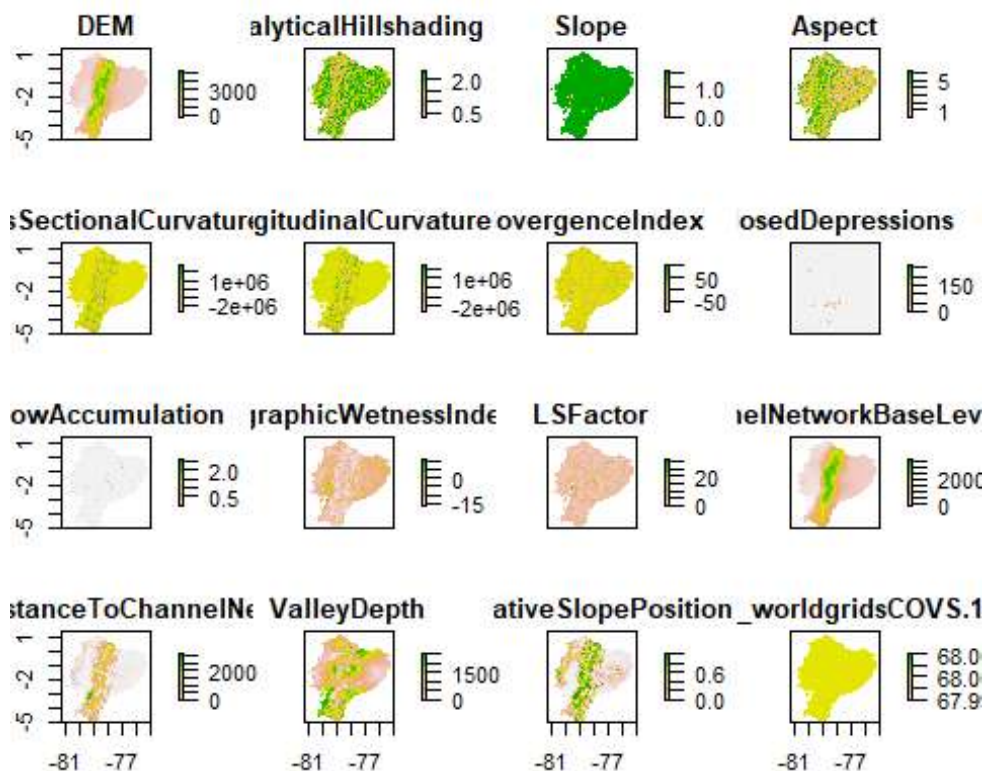 DEM alyticalHillshading Slope Aspect
1 -2 -5 3000 0 2.0 0.5 1.0 0.0 5 1
sSectionalCurvature gitudinalCurvature overgenceIndex osedDepressions
1 -2 -5 1e+06 -2e+06 1e+06 -2e+06 50 -50 150 0
owAccumulation graphicWetnessInde LSFactor nelNetworkBaseLev
1 -2 -5 2.0 0.5 0 -15 20 0 2000 0
stanceToChannelNe ValleyDepth ativeSlopePosition _worldgridsCOVS.1
1 -2 -5 2000 0 1500 0 0.6 0.0 68.0 68.0 67.9
-81 -77 -81 -77 -81 -77 -81 -77